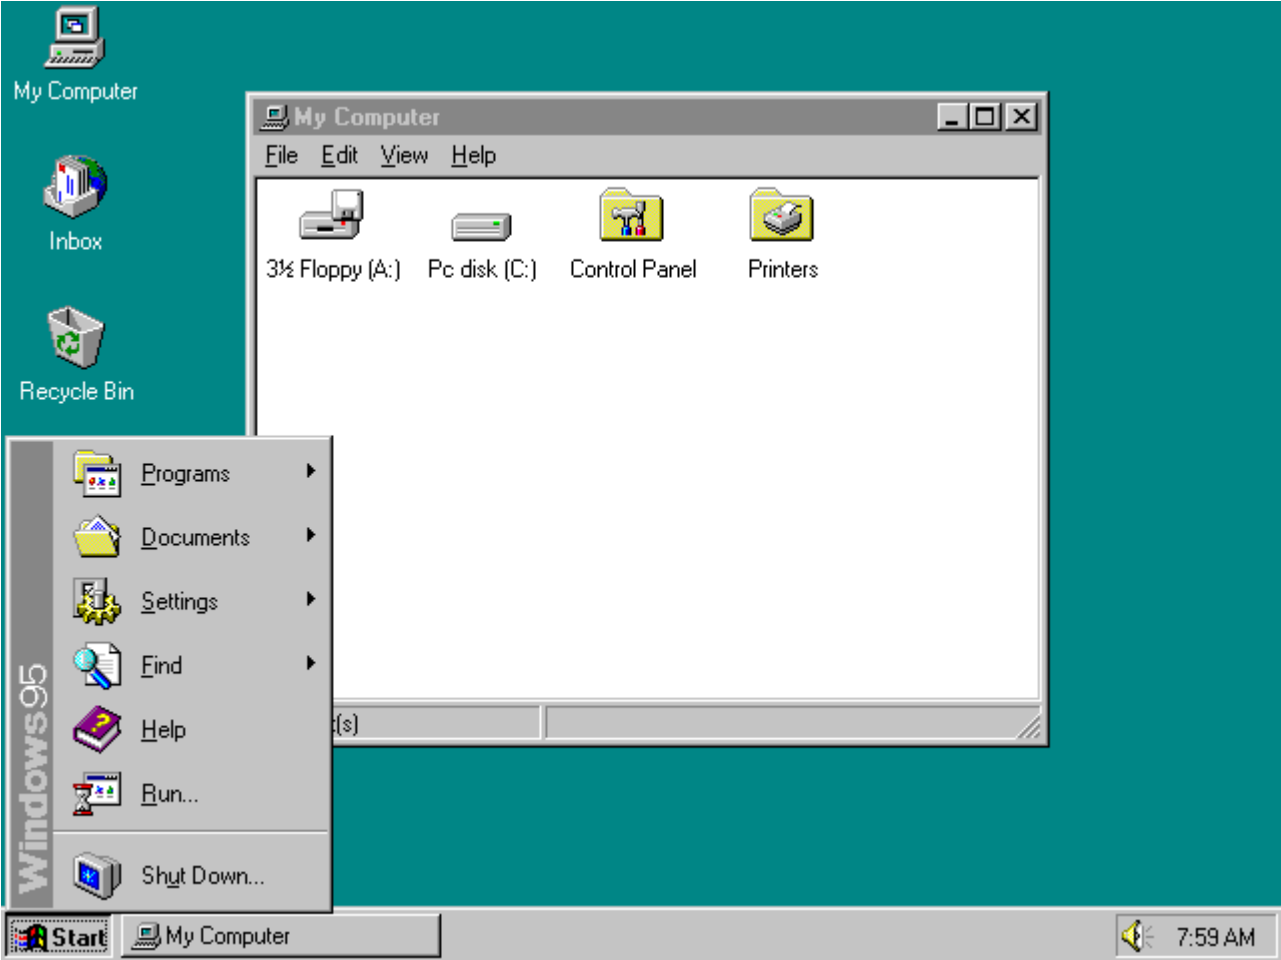 My Computer
Inbox
Recycle Bin
My Computer
File Edit View Help
3½ Floppy (A:) Pc disk (C:) Control Panel Printers
(s)
Programs
Documents
Settings
Find
Help
Run...
Shut Down...
Windows95
Start My Computer 7:59 AM